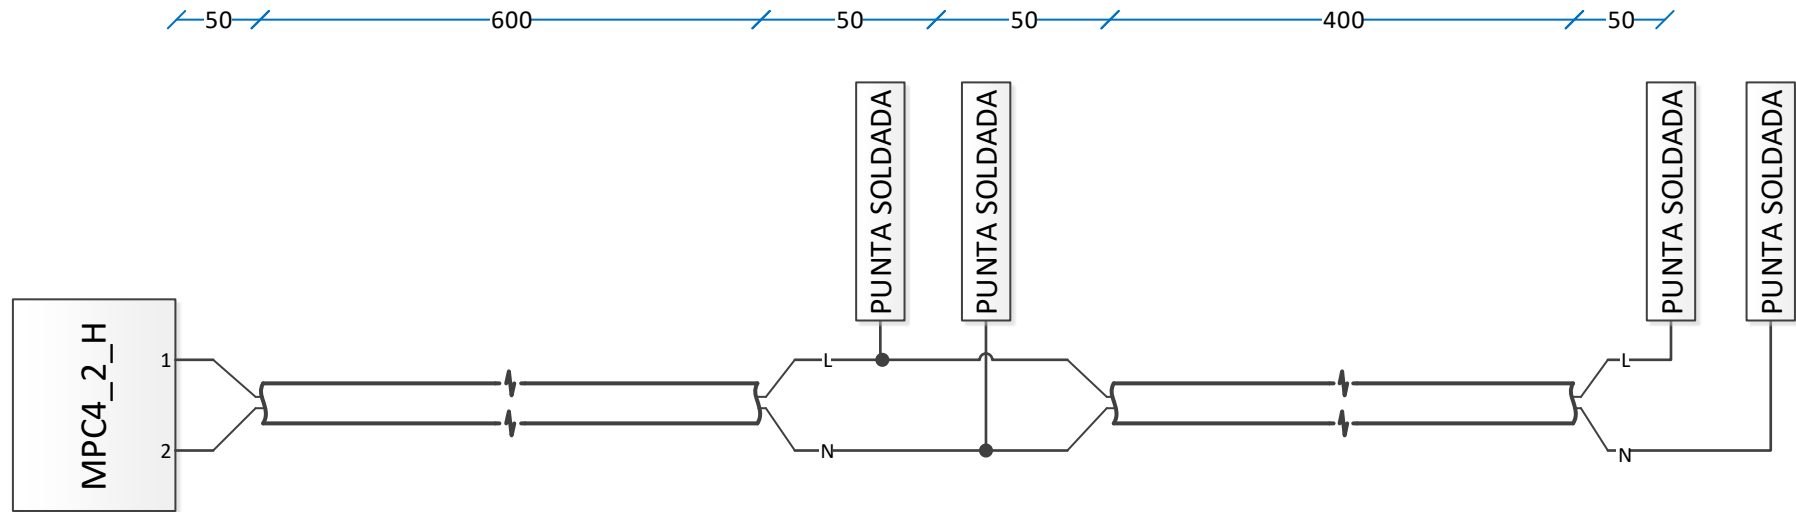 50 600 50 50 400 50
PUNTA SOLDADA
PUNTA SOLDADA
PUNTA SOLDADA
PUNTA SOLDADA
MPC4_2_H
1
L
L
2
N
N